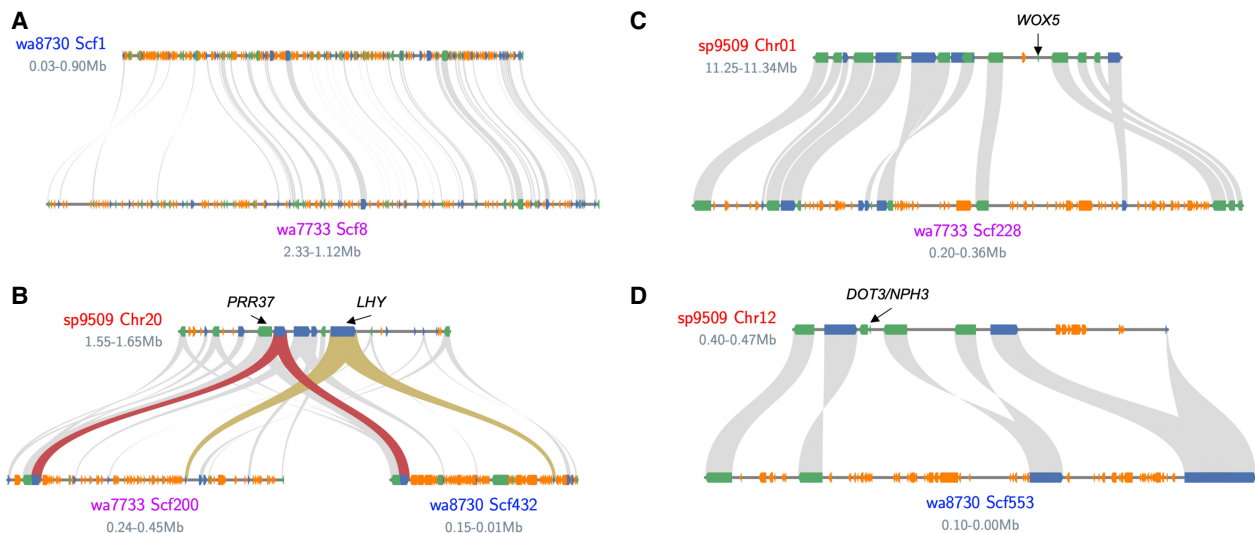 A
wa8730 Scf1
0.03-0.90Mb
wa7733 Scf8
2.33-1.12Mb
B
PRR37
LHY
sp9509 Chr20
1.55-1.65Mb
wa7733 Scf200
0.24-0.45Mb
wa8730 Scf432
0.15-0.01Mb
C
WOX5
sp9509 Chr01
11.25-11.34Mb
wa7733 Scf228
0.20-0.36Mb
D
DOT3/NPH3
sp9509 Chr12
0.40-0.47Mb
wa8730 Scf553
0.10-0.00Mb